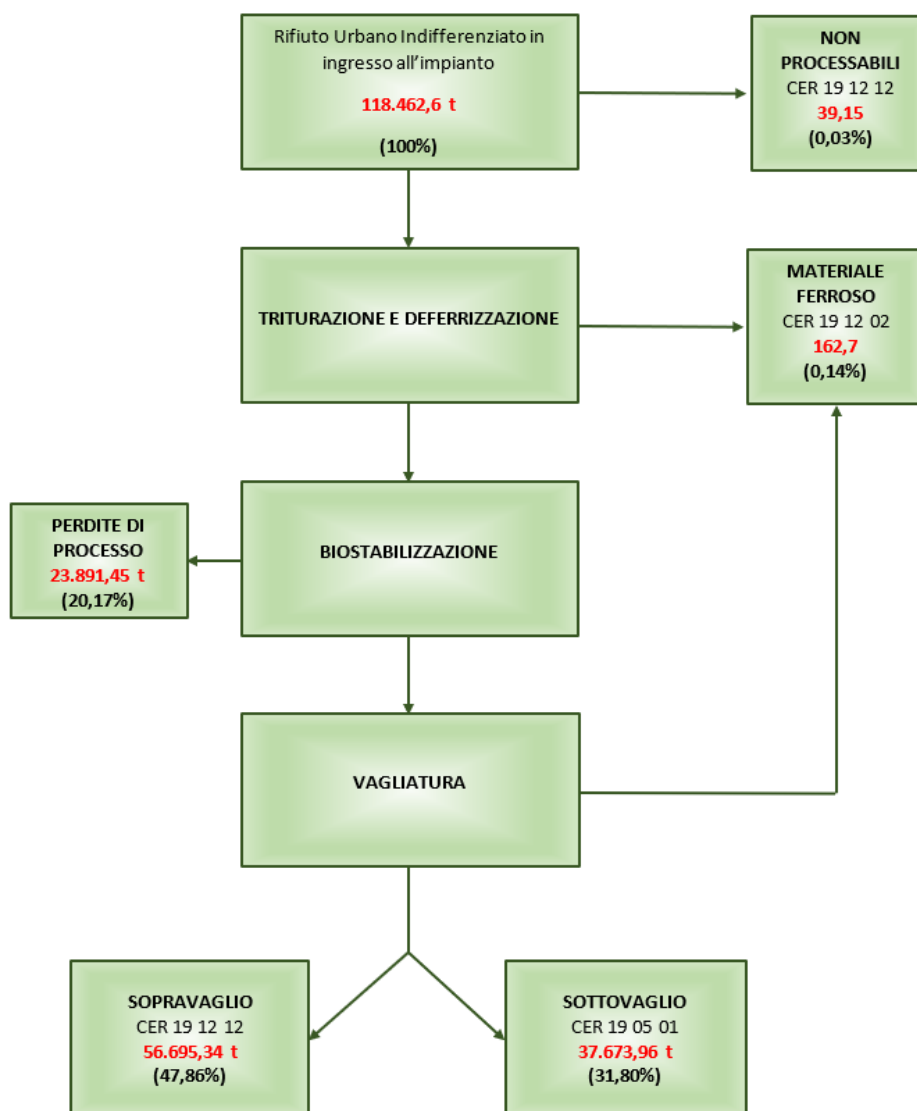 Rifiuto Urbano Indifferenziato in
ingresso all'impianto
118.462,6 t
(100%)
NON
PROCESSABILI
CER 19 12 12
39,15
(0,03%)
TRITURAZIONE E DEFERRIZZAZIONE
MATERIALE
FERROSO
CER 19 12 02
162,7
(0,14%)
PERDITE DI
PROCESSO
23.891,45 t
(20,17%)
BIOSTABILIZZAZIONE
VAGLIATURA
SOPRAVAGLIO
CER 19 12 12
56.695,34 t
(47,86%)
SOTTOVAGLIO
CER 19 05 01
37.673,96 t
(31,80%)